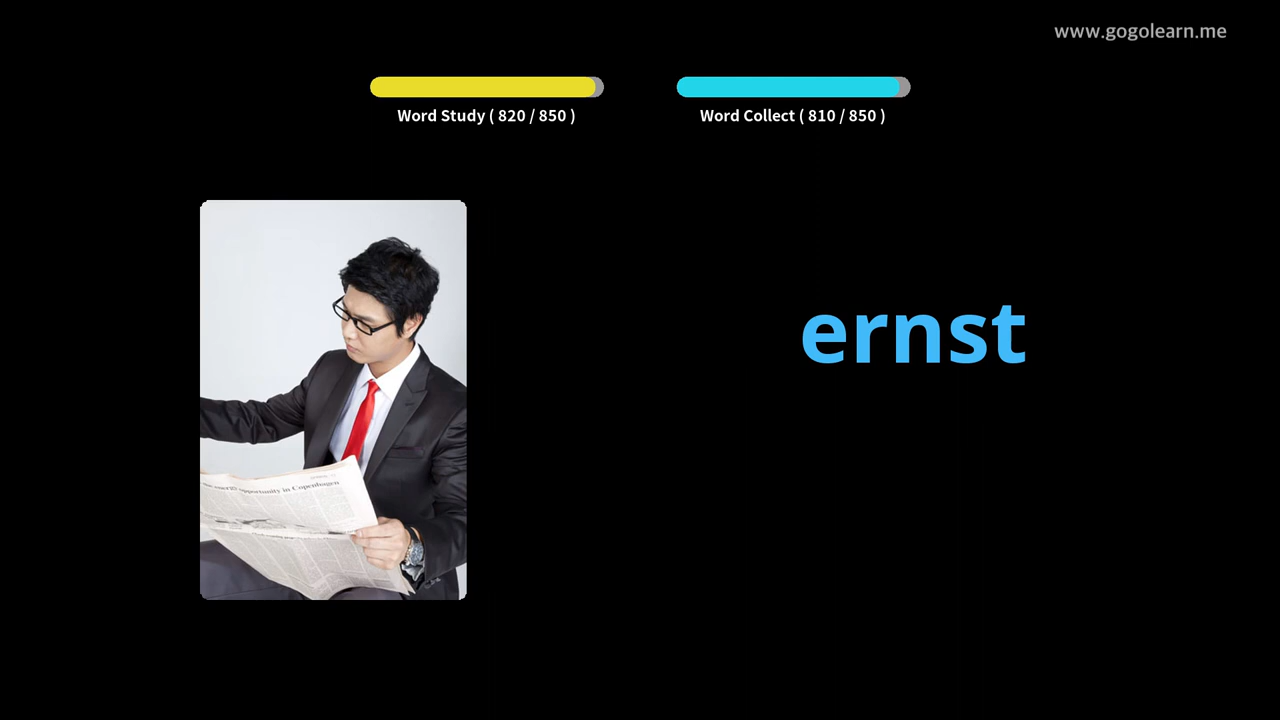 www.gogolearn.me
Word Study ( 820 / 850 )
Word Collect ( 810 / 850 )
ernst
opportunity in Copenhagen